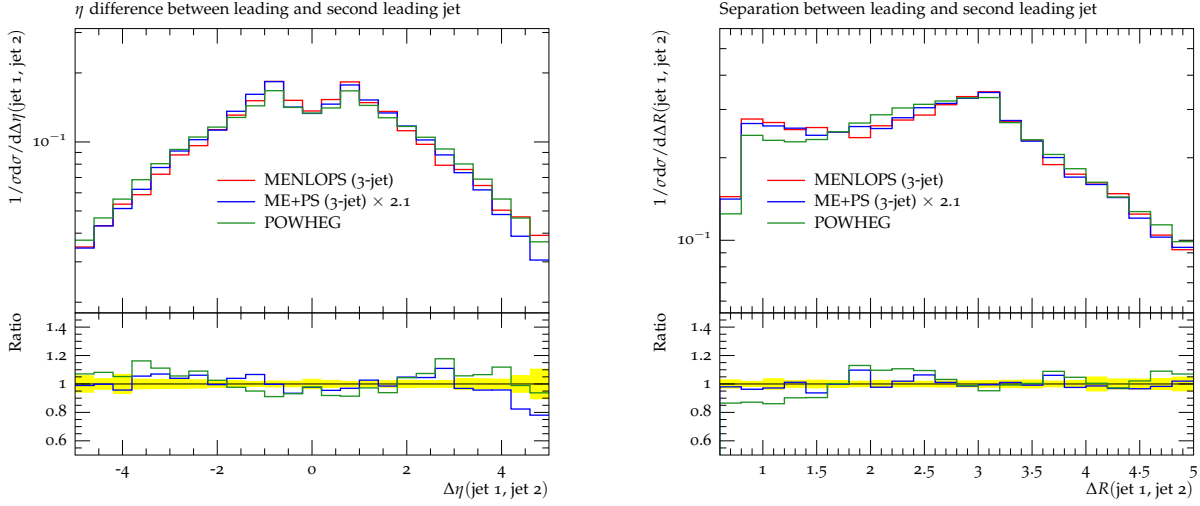 η difference between leading and second leading jet
1/σ dσ/dΔη(jet 1, jet 2)
10⁻¹
MENLOPS (3-jet)
ME+PS (3-jet) × 2.1
POWHEG
Ratio
1.4
1.2
1
0.8
0.6
-4 -2 0 2 4
Δη(jet 1, jet 2)
Separation between leading and second leading jet
1/σ dσ/dΔR(jet 1, jet 2)
10⁻¹
MENLOPS (3-jet)
ME+PS (3-jet) × 2.1
POWHEG
Ratio
1.4
1.2
1
0.8
0.6
1 1.5 2 2.5 3 3.5 4 4.5 5
ΔR(jet 1, jet 2)